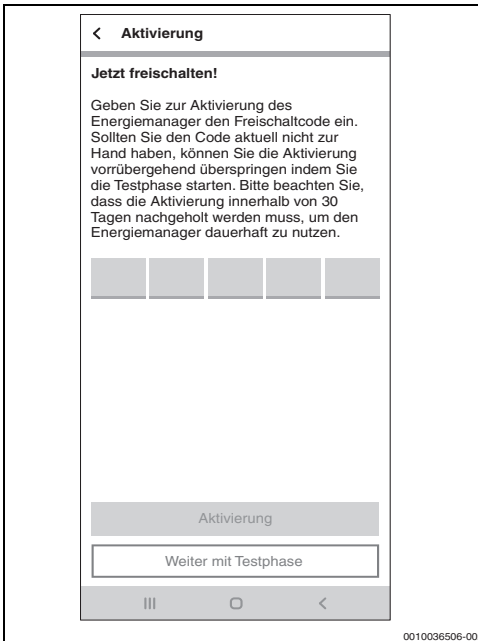 Aktivierung
Jetzt freischalten!
Geben Sie zur Aktivierung des
Energiemanager den Freischaltcode ein.
Sollten Sie den Code aktuell nicht zur
Hand haben, können Sie die Aktivierung
vorrübergehend überspringen indem Sie
die Testphase starten. Bitte beachten Sie,
dass die Aktivierung innerhalb von 30
Tagen nachgeholt werden muss, um den
Energiemanager dauerhaft zu nutzen.
Aktivierung
Weiter mit Testphase
0010036506-00